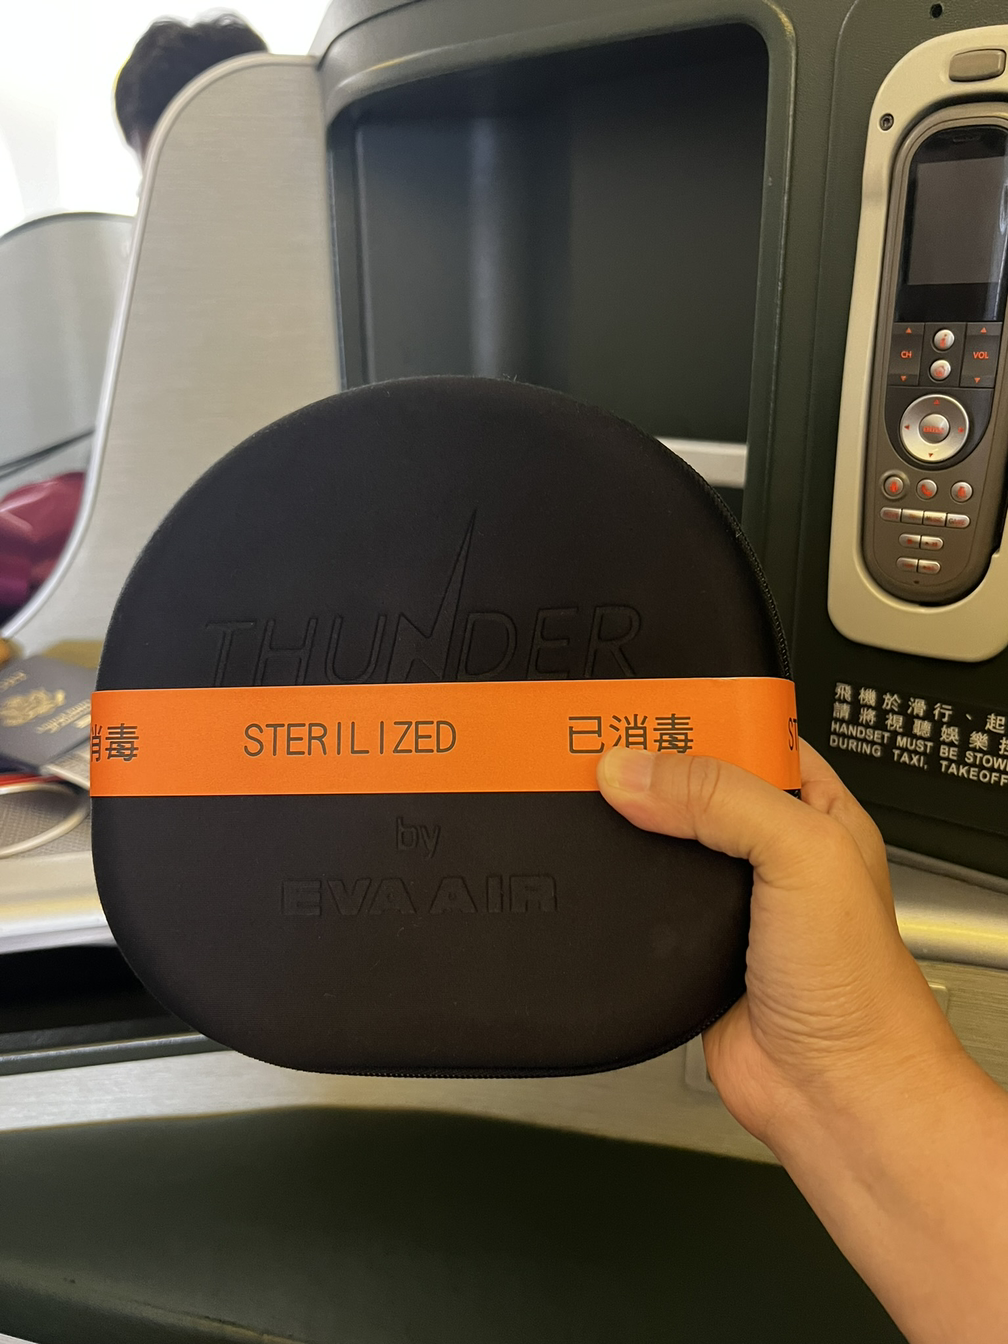 THUNDER
消毒 STERILIZED 已消毒 ST
by
EVA AIR
CH
VOL
飛機於滑行、起
請將視聽娛樂
HANDSET MUST BE STOW
DURING TAXI, TAKEOFF